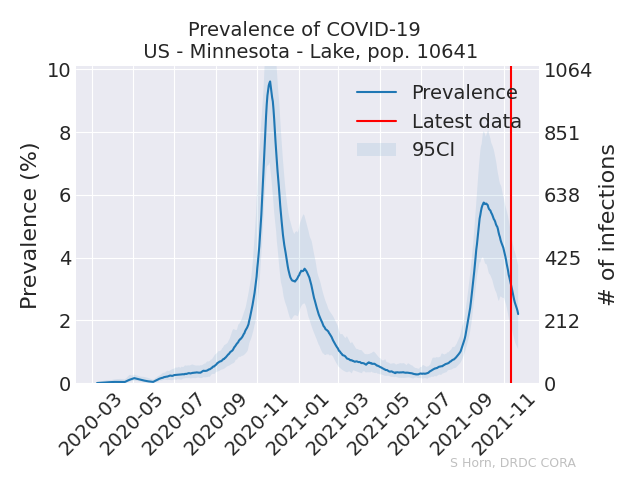 Prevalence of COVID-19
US - Minnesota - Lake, pop. 10641
Prevalence (%)
10
8
6
4
2
0
1064
851
638
425
212
0
# of infections
Prevalence
Latest data
95CI
2020-03
2020-05
2020-07
2020-09
2020-11
2021-01
2021-03
2021-05
2021-07
2021-09
2021-11
S Horn, DRDC CORA